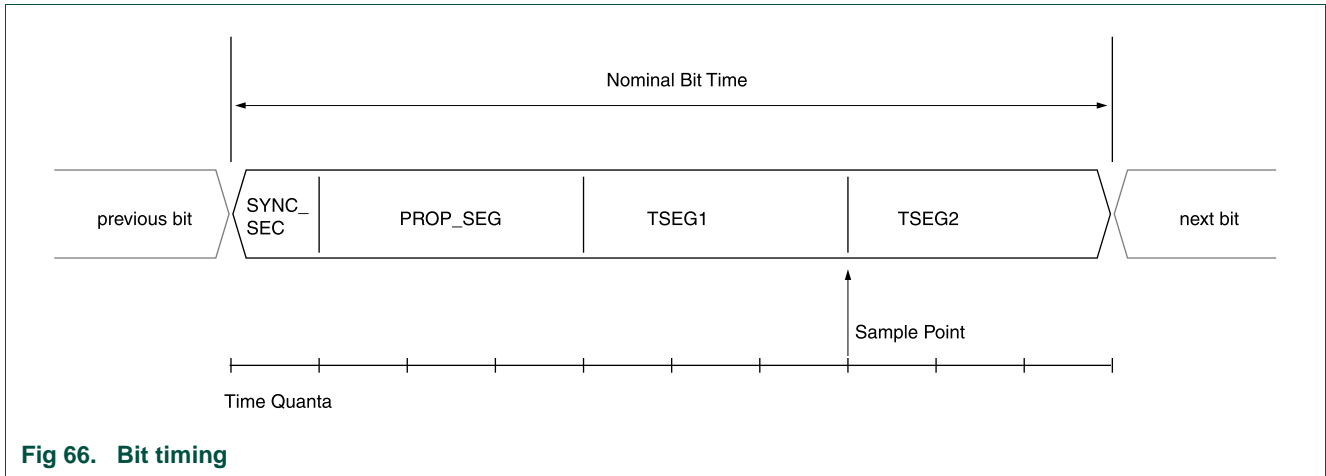 Nominal Bit Time
previous bit
SYNC_
SEC
PROP_SEG
TSEG1
TSEG2
next bit
Sample Point
Time Quanta
Fig 66. Bit timing